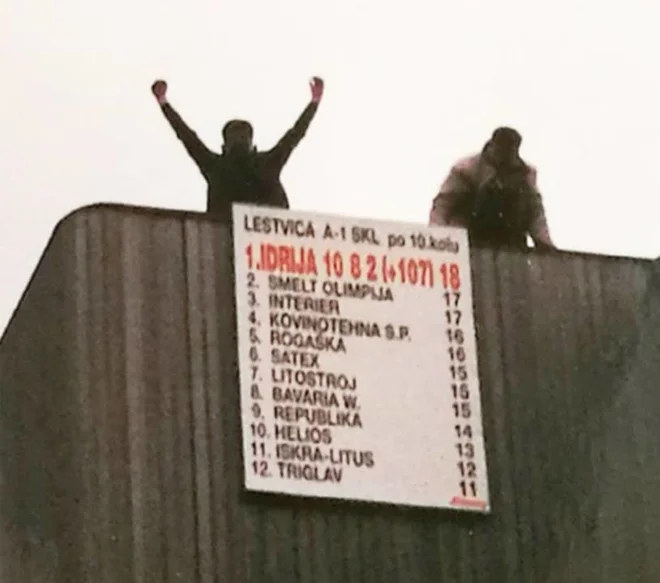 LESTVICA A-1 SKL po 10.kolu
1.IDRIJA 10 8 2 (+107) 18
2. SMELT OLIMPIJA 17
3. INTERIER 17
4. KOVINOTEHNA S.P. 16
5. ROGAŠKA 16
6. SATEX 15
7. LITOSTROJ 15
8. BAVARIA W. 15
9. REPUBLIKA 14
10. HELIOS 13
11. ISKRA-LITUS 12
12. TRIGLAV 11